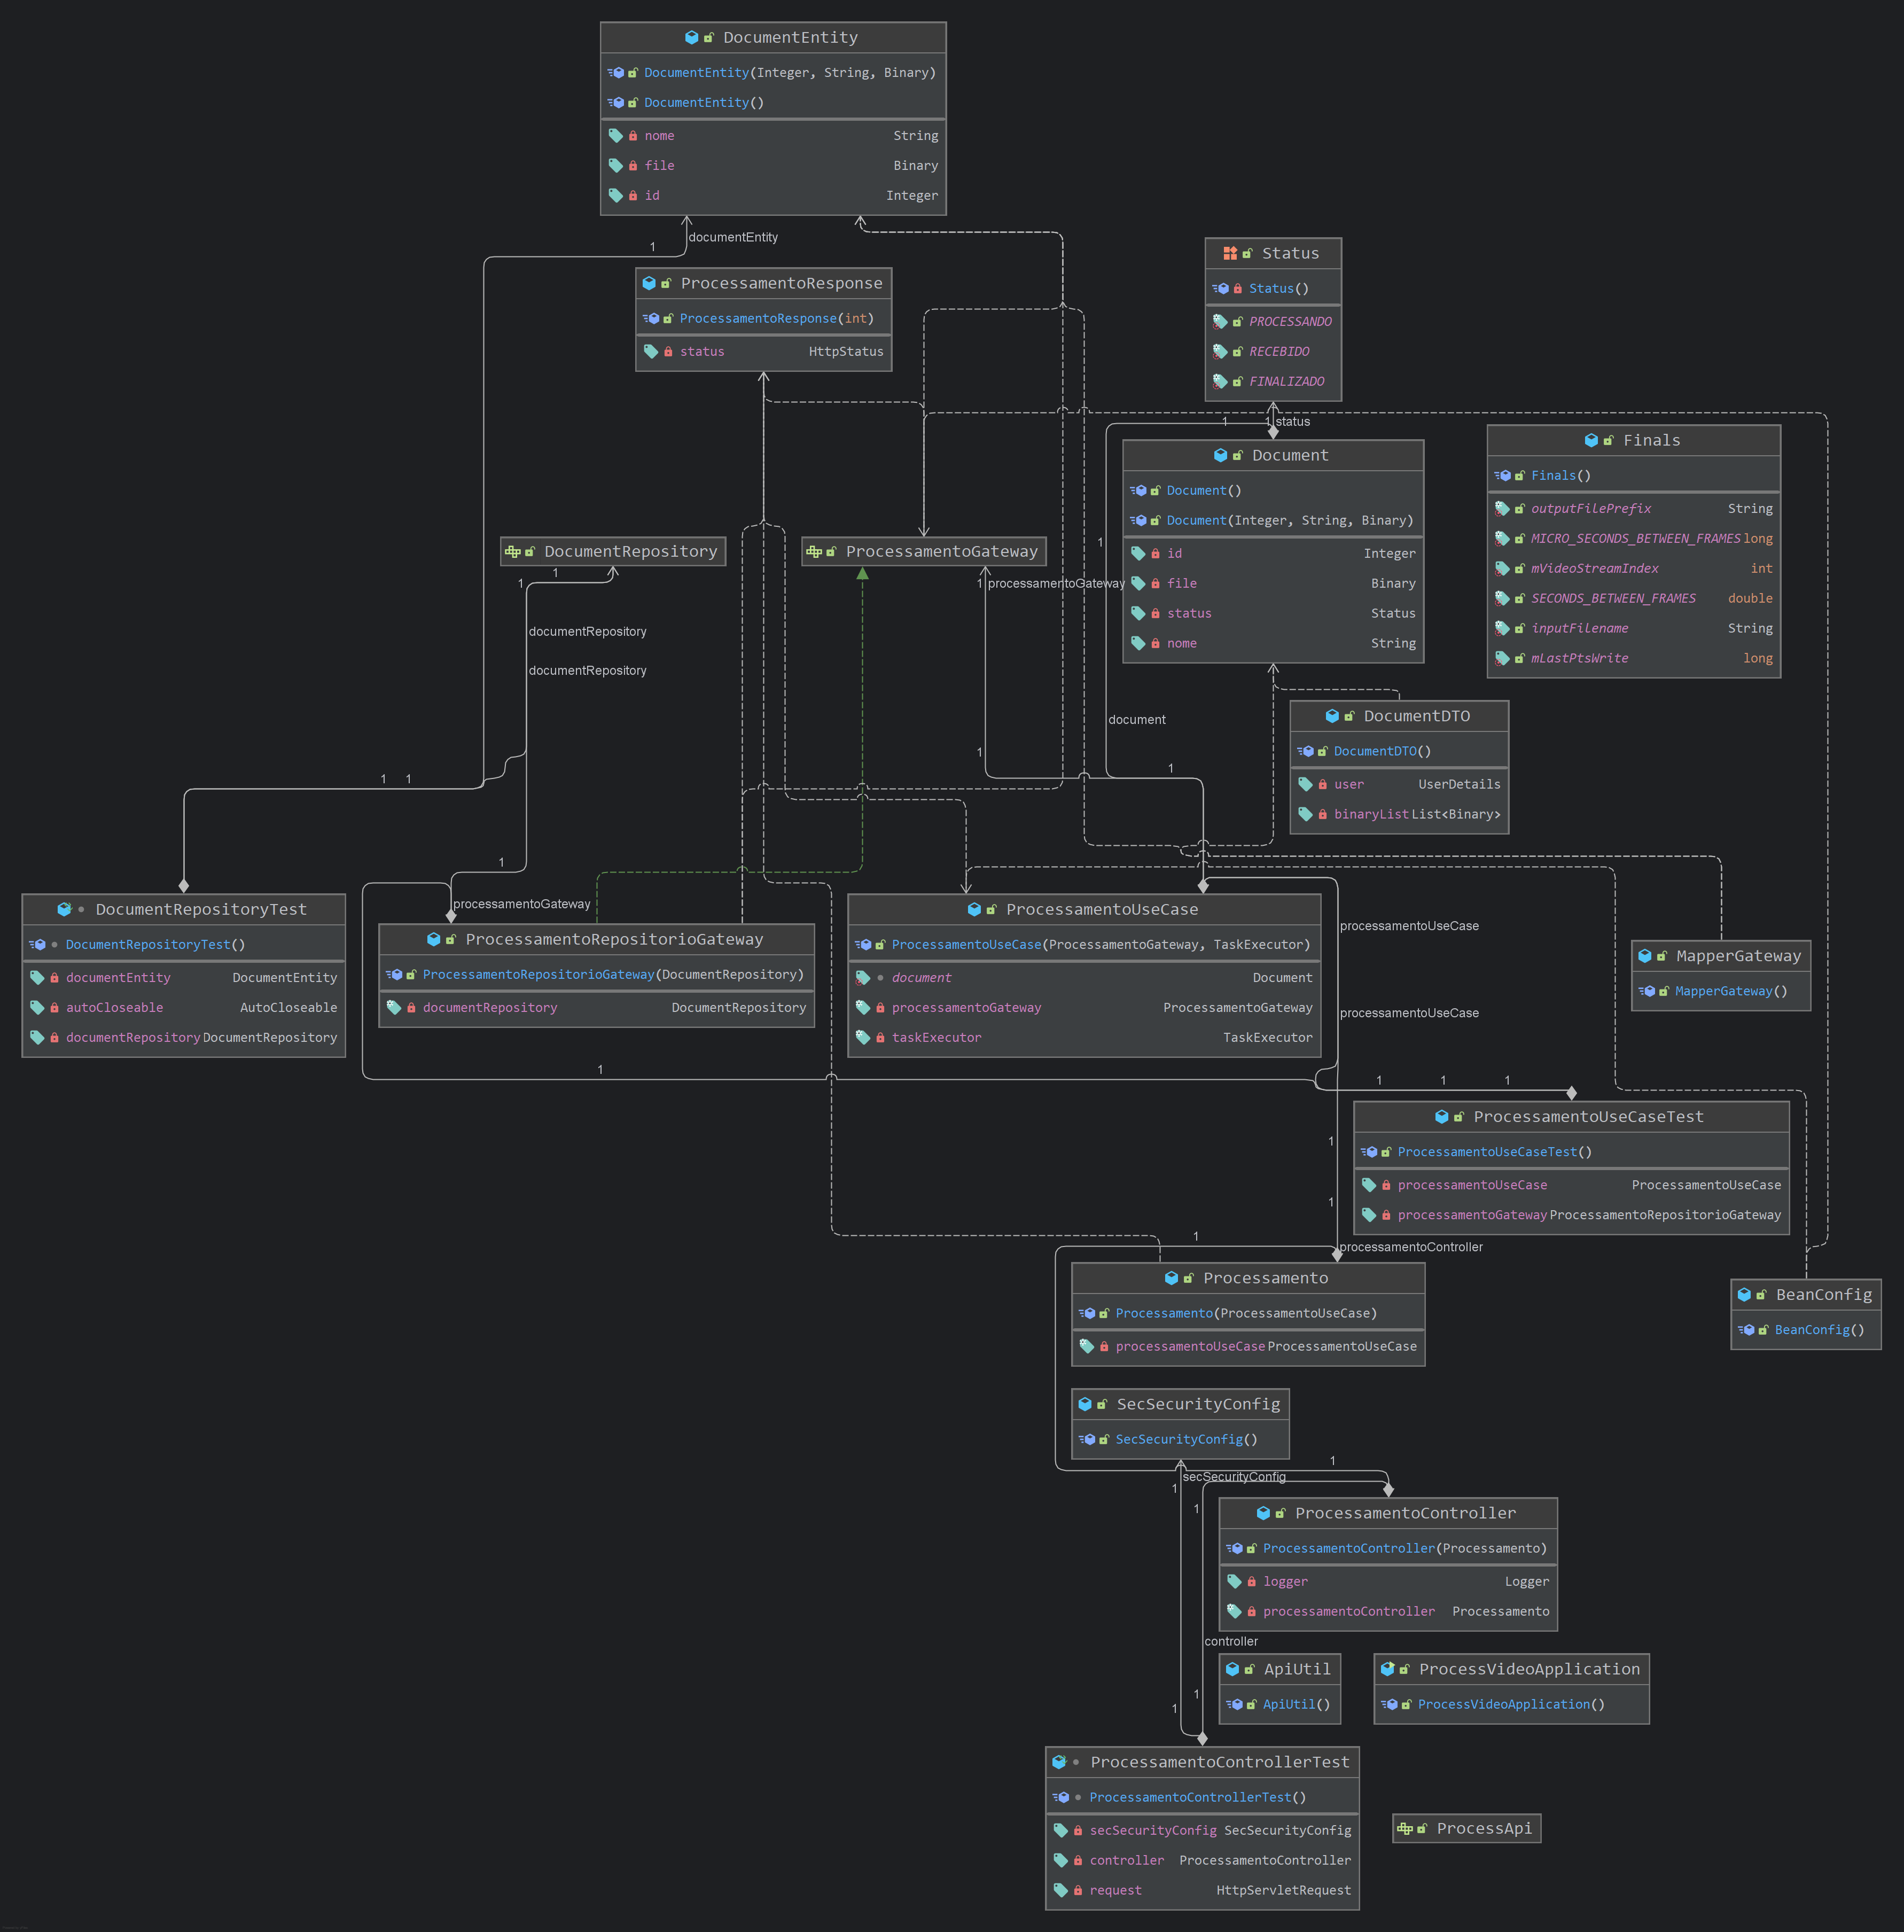 DocumentEntity
DocumentEntity(Integer, String, Binary)
DocumentEntity()
nome String
file Binary
id Integer
1 documentEntity
ProcessamentoResponse
ProcessamentoResponse(int)
status HttpStatus
Status
Status()
PROCESSANDO
RECEBIDO
FINALIZADO
1 1 status
Document
Document()
Document(Integer, String, Binary)
id Integer
file Binary
status Status
nome String
Finals
Finals()
outputFilePrefix String
MICRO_SECONDS_BETWEEN_FRAMES long
mVideoStreamIndex int
SECONDS_BETWEEN_FRAMES double
inputFilename String
mLastPtsWrite long
DocumentRepository
ProcessamentoGateway
1
1 1
1 processamentoGateway
documentRepository
documentRepository
document
1 1
1 1
DocumentDTO
DocumentDTO()
user UserDetails
binaryList List<Binary>
1
processamentoGateway
DocumentRepositoryTest
DocumentRepositoryTest()
documentEntity DocumentEntity
autoCloseable AutoCloseable
documentRepository DocumentRepository
ProcessamentoRepositorioGateway
ProcessamentoRepositorioGateway(DocumentRepository)
documentRepository DocumentRepository
ProcessamentoUseCase
ProcessamentoUseCase(ProcessamentoGateway, TaskExecutor)
document Document
processamentoGateway ProcessamentoGateway
taskExecutor TaskExecutor
processamentoUseCase
processamentoUseCase
MapperGateway
MapperGateway()
1 1 1 1
1
1
ProcessamentoUseCaseTest
ProcessamentoUseCaseTest()
processamentoUseCase ProcessamentoUseCase
processamentoGateway ProcessamentoRepositorioGateway
1
processamentoController
Processamento
Processamento(ProcessamentoUseCase)
processamentoUseCase ProcessamentoUseCase
BeanConfig
BeanConfig()
SecSecurityConfig
SecSecurityConfig()
1
secSecurityConfig
1
1
ProcessamentoController
ProcessamentoController(Processamento)
logger Logger
processamentoController Processamento
controller
1
1
ApiUtil
ApiUtil()
ProcessVideoApplication
ProcessVideoApplication()
ProcessamentoControllerTest
ProcessamentoControllerTest()
secSecurityConfig SecSecurityConfig
controller ProcessamentoController
request HttpServletRequest
ProcessApi